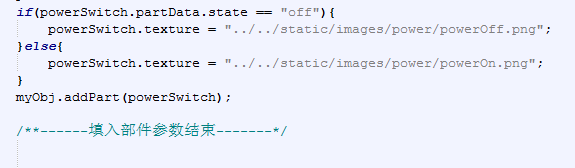 if(powerSwitch.partData.state == "off"){
    powerSwitch.texture = "../../static/images/power/powerOff.png";
}else{
    powerSwitch.texture = "../../static/images/power/powerOn.png";
}
myObj.addPart(powerSwitch);
/**------填入部件参数结束-------*/